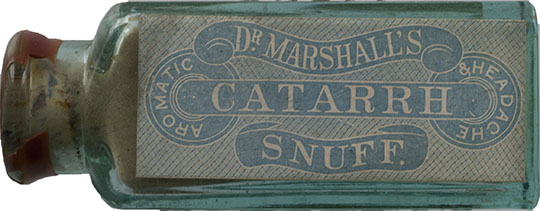 DR MARSHALL'S
AROMATIC
& HEADACHE
CATARRH
SNUFF.